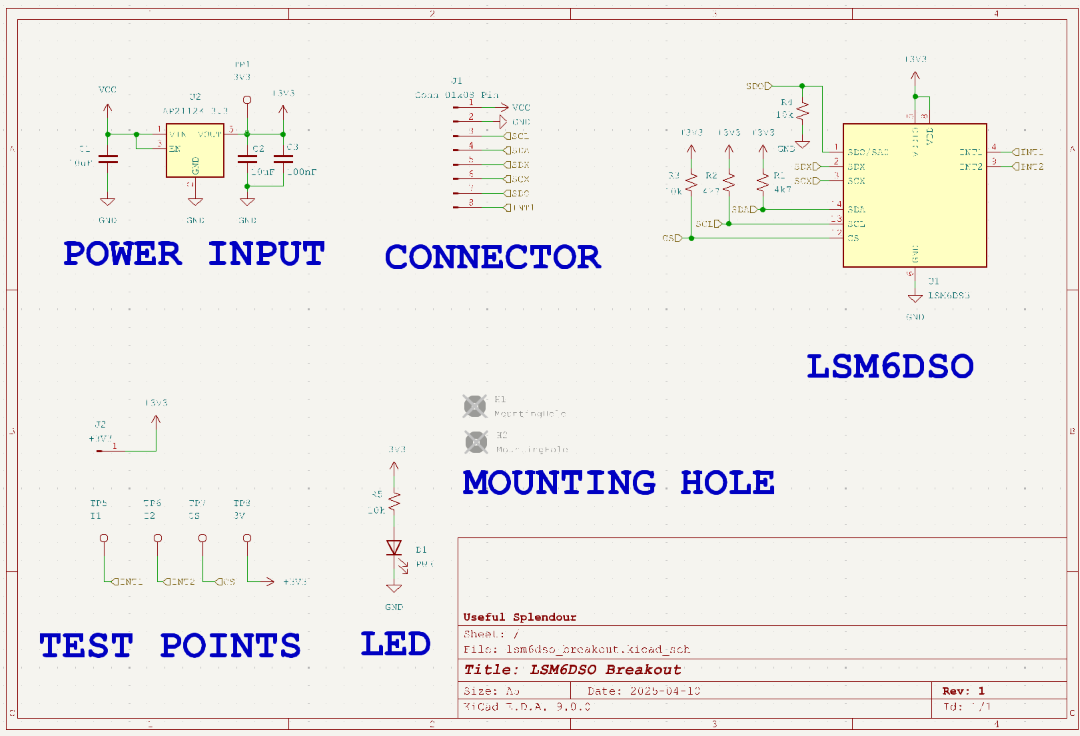 1 2 3 4
A A
TP1
3V3
VCC
U2
AP2112K-3.3
+3V3
1 VIN VOUT 5
3 EN
GND
2
C1
10uF
C2
10uF
C3
100nF
GND GND GND
POWER INPUT
J1
Conn_01x08_Pin
1 VCC
2 GND
3 SCL
4 SDA
5 SDX
6 SCX
7 SDO
8 INT1
CONNECTOR
+3V3
SDO
R4
10k
GND
+3V3 +3V3 +3V3
R3
10k
R2
4k7
R1
4k7
SDX
SCX
SDA
SCL
CS
5 8
VDDIO VDD
1 SDO/SA0
2 SDX
3 SCX
14 SDA
13 SCL
12 CS
INT1 4 INT1
INT2 9 INT2
GND
6
U1
LSM6DSO
GND
LSM6DSO
B B
J2
+3V3
1
+3V3
H1
MountingHole
H2
MountingHole
MOUNTING HOLE
TP5
I1
TP6
I2
TP7
CS
TP8
3V
INT1 INT2 CS +3V3
TEST POINTS
3V3
R5
10k
D1
PWR
GND
LED
Useful Splendour
Sheet: /
File: lsm6dso_breakout.kicad_sch
Title: LSM6DSO Breakout
Size: A5 Date: 2025-04-10 Rev: 1
KiCad E.D.A. 9.0.0 Id: 1/1
C C
1 2 3 4